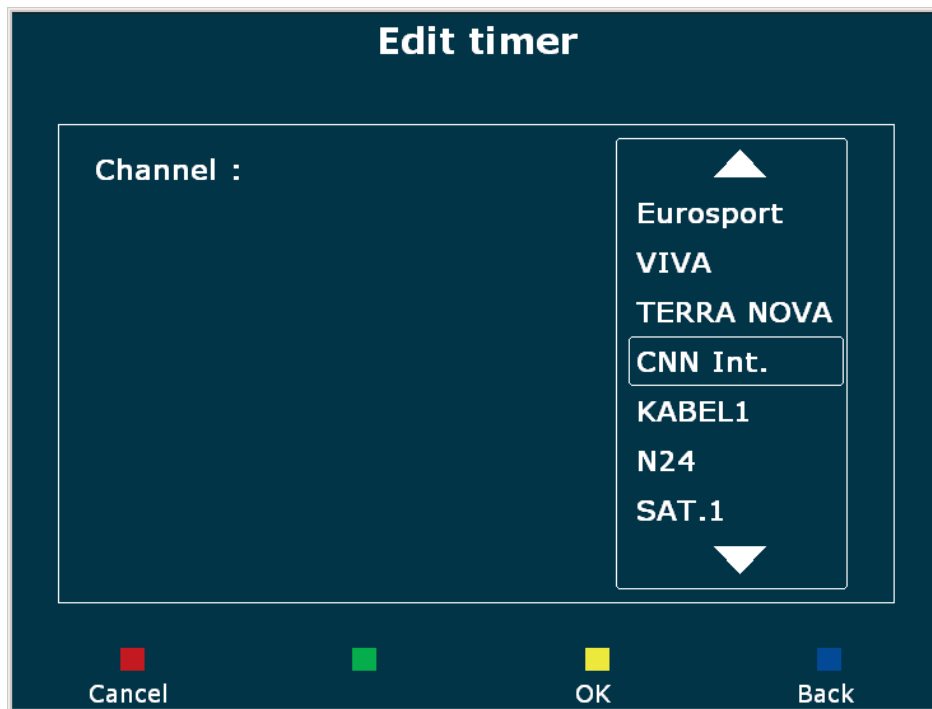 Edit timer
Channel :
Eurosport
VIVA
TERRA NOVA
CNN Int.
KABEL1
N24
SAT.1
Cancel
OK
Back